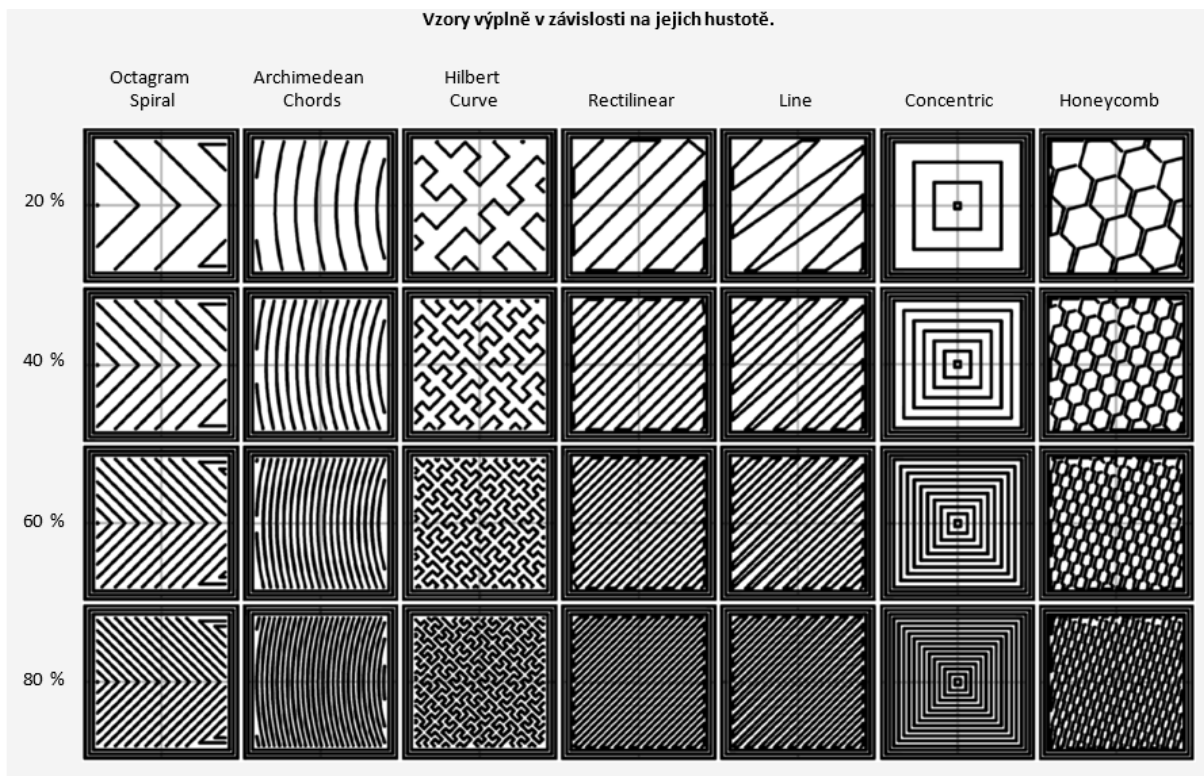 Vzory výplně v závislosti na jejich hustotě.
Octagram
Spiral
Archimedean
Chords
Hilbert
Curve
Rectilinear
Line
Concentric
Honeycomb
20 %
40 %
60 %
80 %